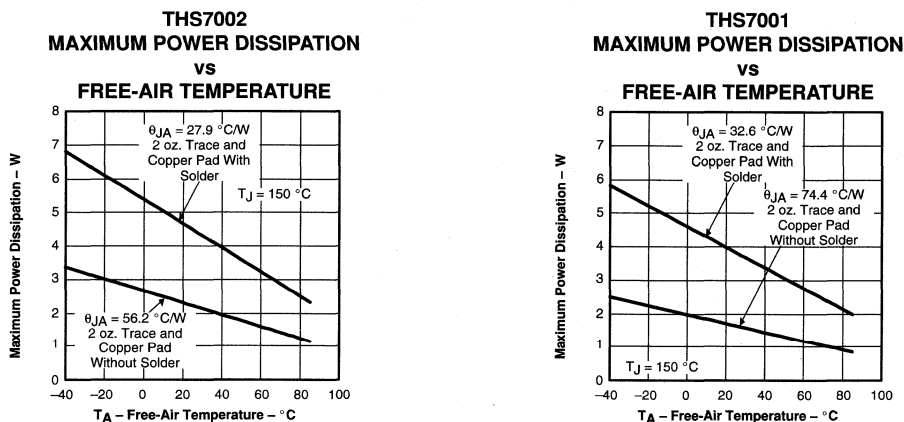 THS7002
MAXIMUM POWER DISSIPATION
vs
FREE-AIR TEMPERATURE
8
7
6
5
4
3
2
1
0
Maximum Power Dissipation – W
θJA = 27.9 °C/W
2 oz. Trace and
Copper Pad With
Solder
TJ = 150 °C
θJA = 56.2 °C/W
2 oz. Trace and
Copper Pad
Without Solder
–40 –20 0 20 40 60 80 100
TA – Free-Air Temperature – °C
THS7001
MAXIMUM POWER DISSIPATION
vs
FREE-AIR TEMPERATURE
8
7
6
5
4
3
2
1
0
Maximum Power Dissipation – W
θJA = 32.6 °C/W
2 oz. Trace and
Copper Pad With
Solder
θJA = 74.4 °C/W
2 oz. Trace and
Copper Pad
Without Solder
TJ = 150 °C
–40 –20 0 20 40 60 80 100
TA – Free-Air Temperature – °C